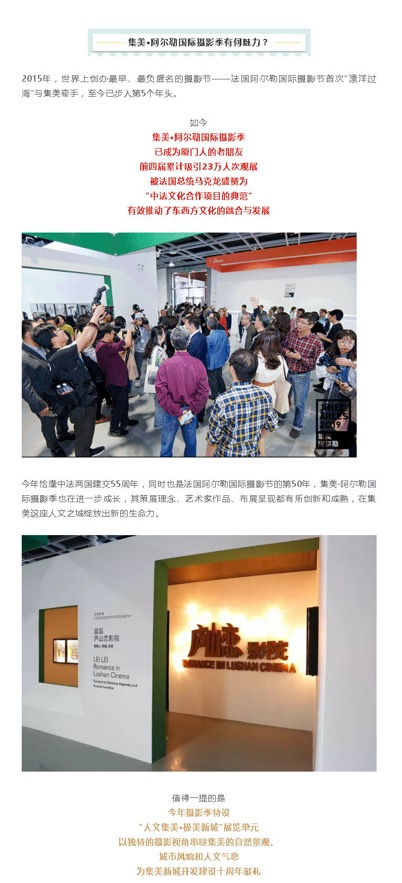 集美•阿尔勒国际摄影季有何魅力？
2015年，世界上创办最早、最负盛名的摄影节——法国阿尔勒国际摄影节首次“漂洋过
海”与集美牵手，至今已步入第5个年头。
如今
集美•阿尔勒国际摄影季
已成为厦门人的老朋友
前四届累计吸引23万人次观展
被法国总统马克龙盛赞为
“中法文化合作项目的典范”
有效推动了东西方文化的融合与发展
2019
阿尔勒
今年恰逢中法两国建交55周年，同时也是法国阿尔勒国际摄影节的第50年，集美·阿尔勒国
际摄影季也在进一步成长，其策展理念、艺术家作品、布展呈现都有所创新和成熟，在集
美这座人文之城绽放出新的生命力。
庐山恋 影院
ROMANCE IN LUSHAN CINEMA
庐山恋影院
LEI LEI
Romance in
Lushan Cinema
值得一提的是
今年摄影季特设
“人文集美•极美新城”展览单元
以独特的摄影视角串联集美的自然景观、
城市风貌和人文气息
为集美新城开发建设十周年献礼